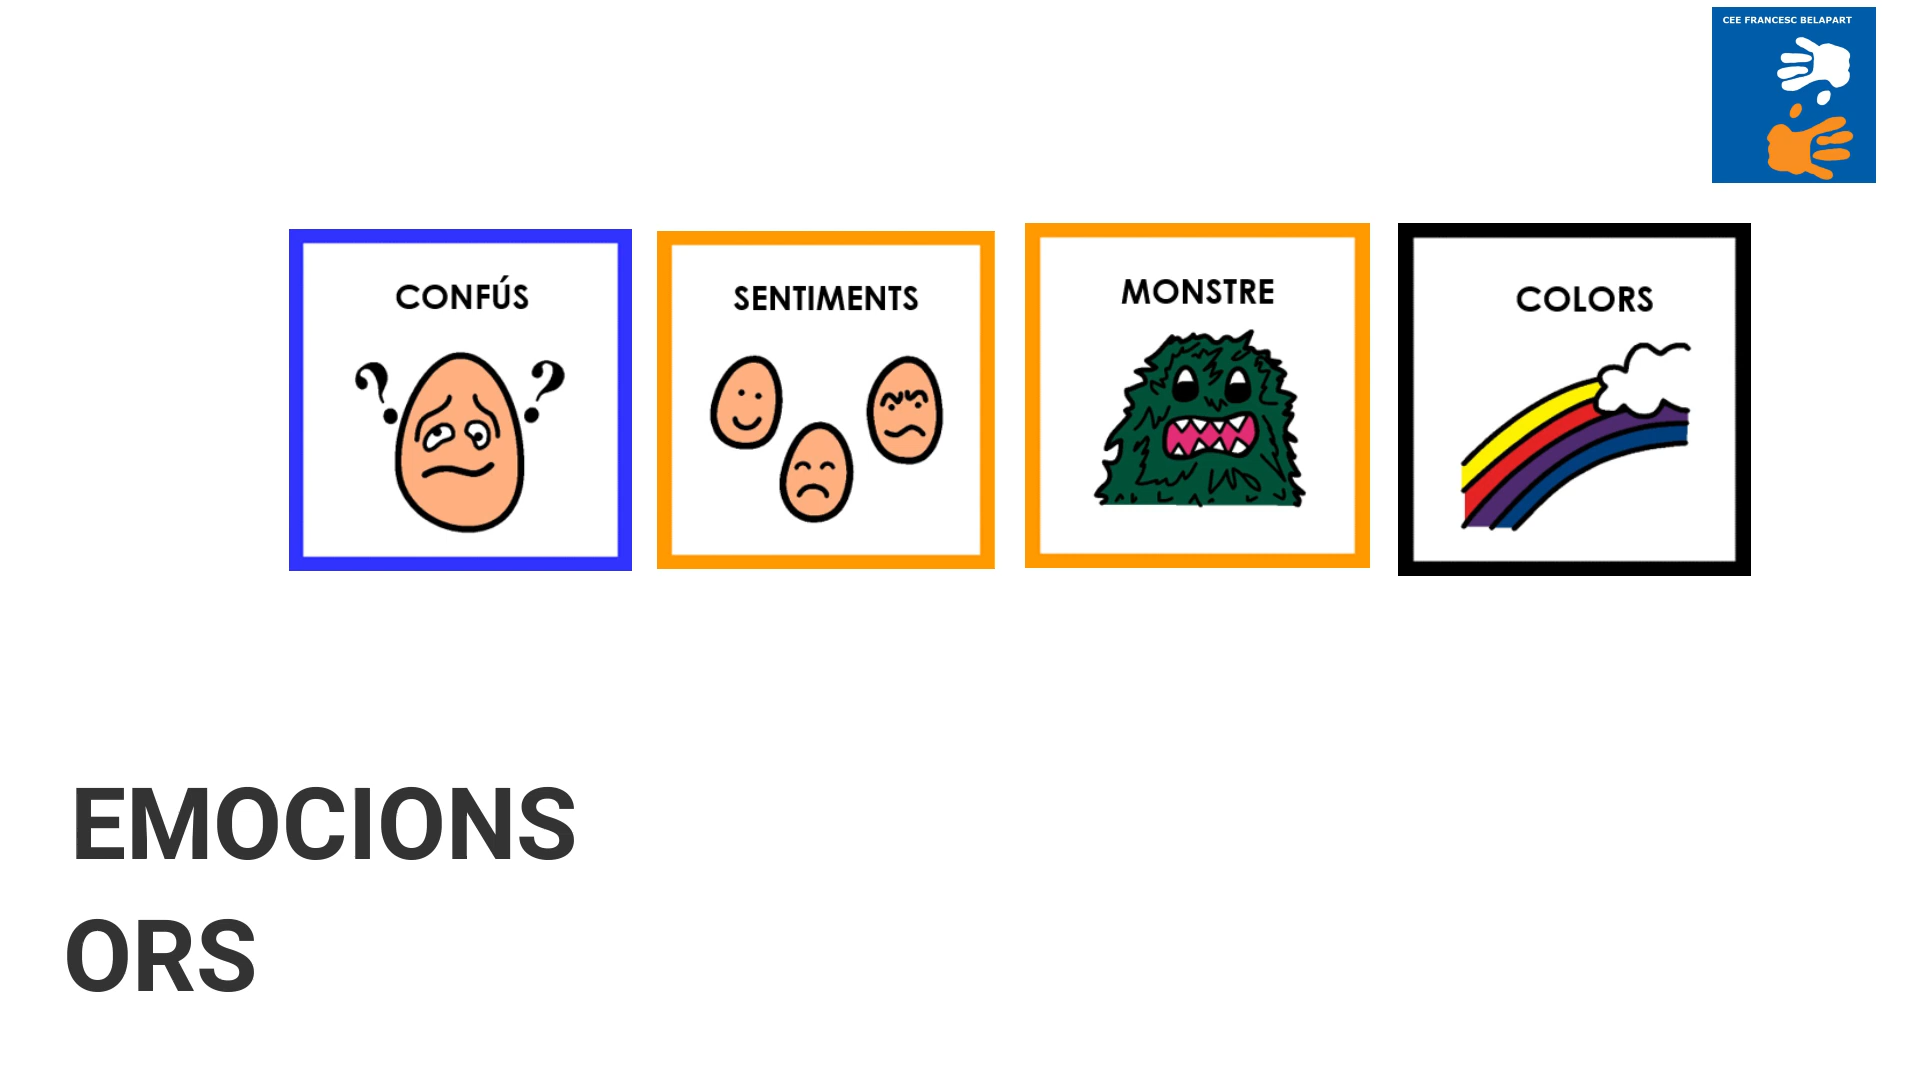 CEE FRANCESC BELAPART
CONFÚS
SENTIMENTS
MONSTRE
COLORS
? ?
EMOCIONS
ORS